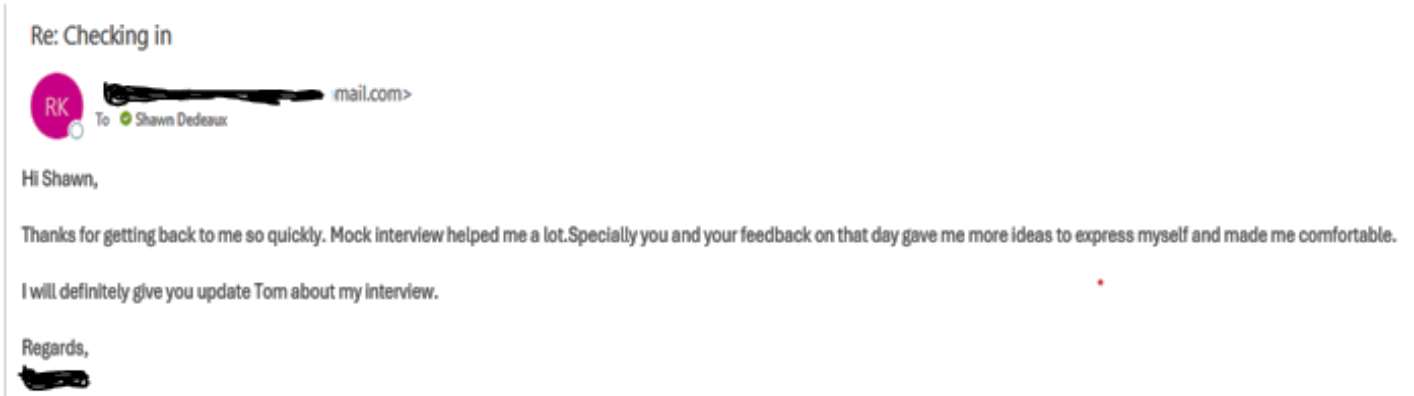 Re: Checking in
RK
mail.com>
To Shawn Dedeaux
Hi Shawn,
Thanks for getting back to me so quickly. Mock interview helped me a lot.Specially you and your feedback on that day gave me more ideas to express myself and made me comfortable.
I will definitely give you update Tom about my interview.
Regards,